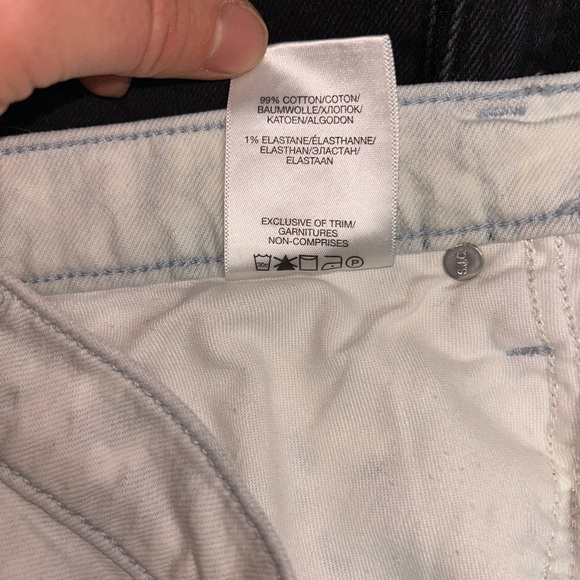 99% COTTON/COTON/
BAUMWOLLE/ХЛОПОК/
KATOEN/ALGODON
1% ELASTANE/ÉLASTHANNE/
ELASTHAN/ЭЛАСТАН/
ELASTAAN
EXCLUSIVE OF TRIM/
GARNITURES
NON-COMPRISES
30 P
S.J.C.